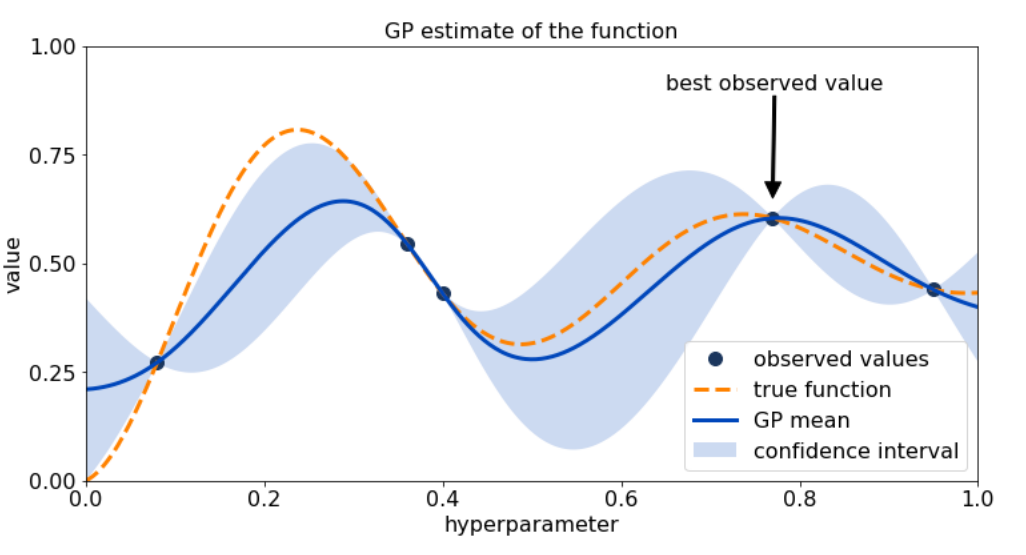 GP estimate of the function
1.00
0.75
0.50
0.25
0.00
value
best observed value
observed values
true function
GP mean
confidence interval
0.0 0.2 0.4 0.6 0.8 1.0
hyperparameter